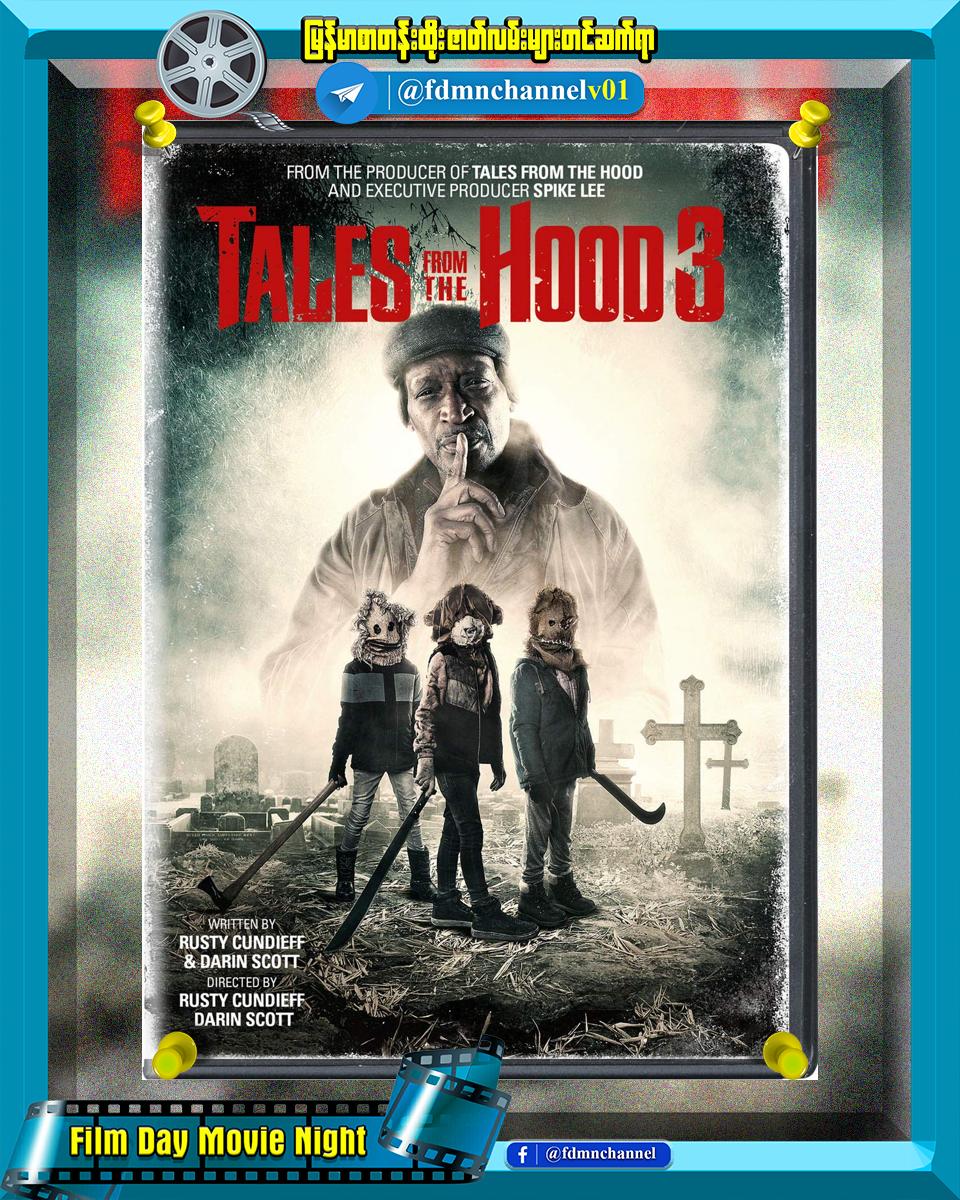 မြန်မာစာတန်းထိုးဇာတ်လမ်းများတင်ဆက်ရာ
@fdmnchannelv01
FROM THE PRODUCER OF TALES FROM THE HOOD
AND EXECUTIVE PRODUCER SPIKE LEE
TALES FROM THE HOOD 3
WRITTEN BY
RUSTY CUNDIEFF
& DARIN SCOTT
DIRECTED BY
RUSTY CUNDIEFF
DARIN SCOTT
Film Day Movie Night
f @fdmnchannel